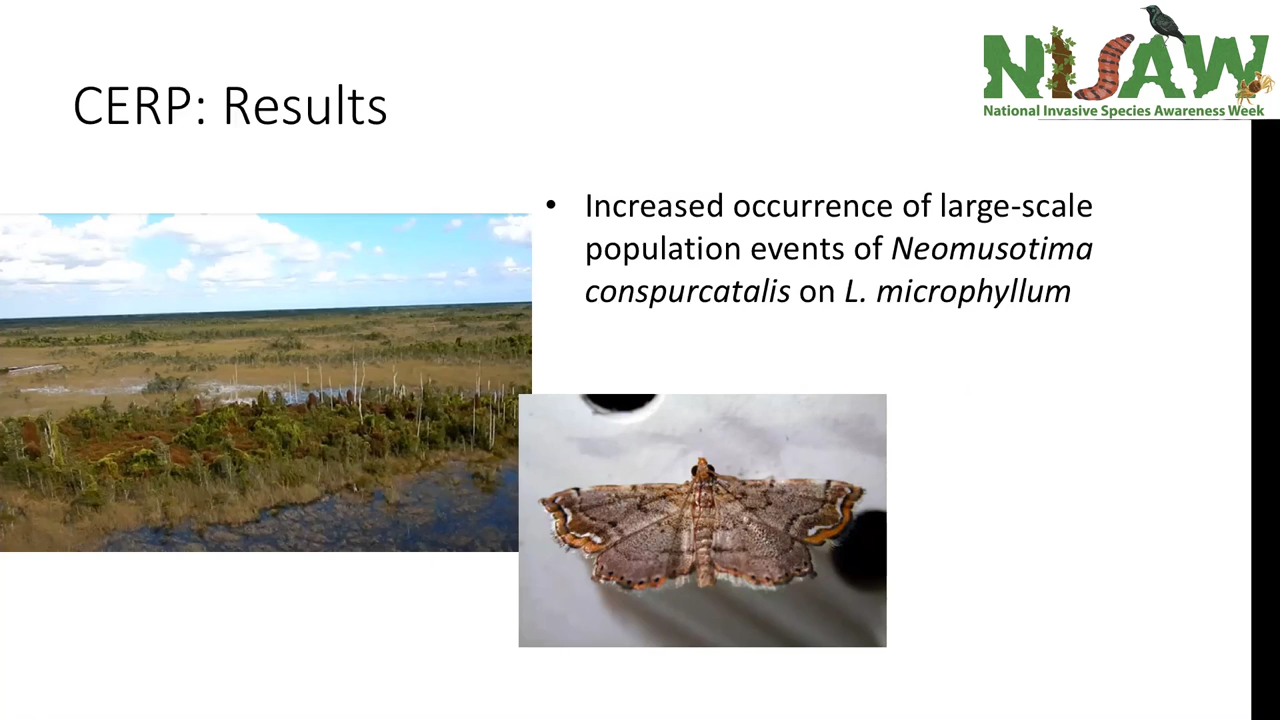 NISAW
National Invasive Species Awareness Week
CERP: Results
• Increased occurrence of large-scale
population events of Neomusotima
conspurcatalis on L. microphyllum